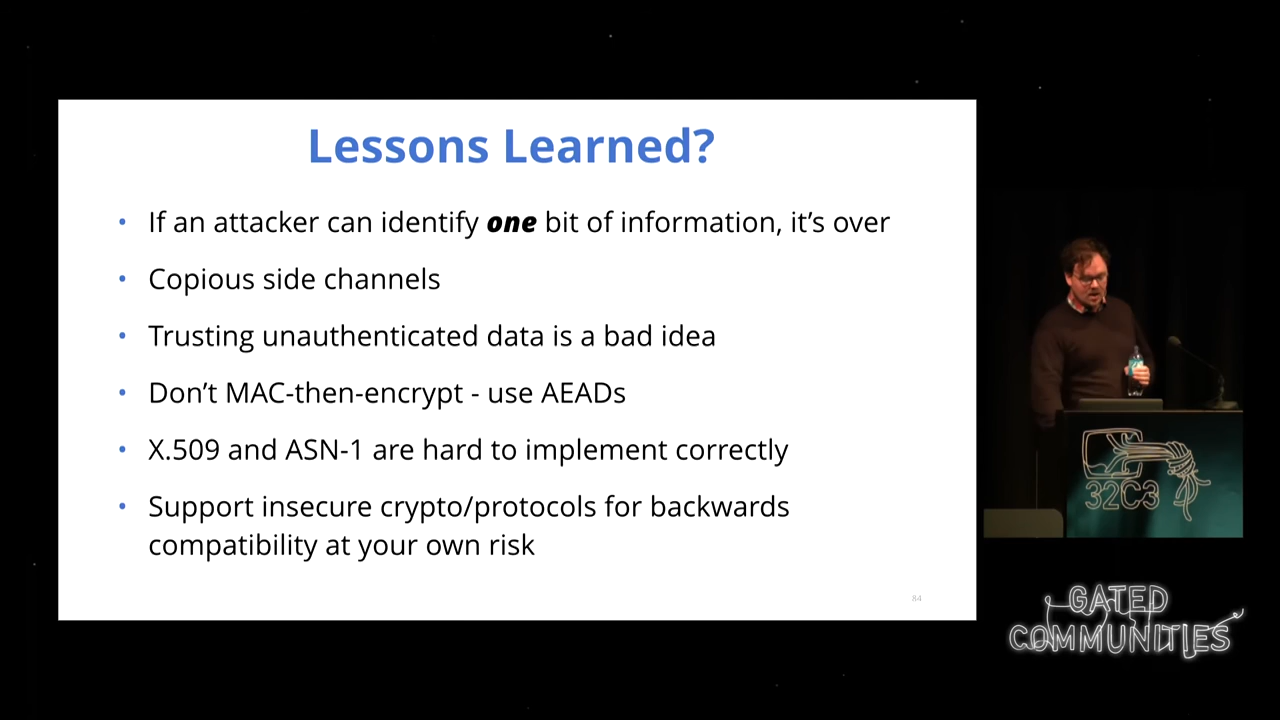 Lessons Learned?
• If an attacker can identify one bit of information, it’s over
• Copious side channels
• Trusting unauthenticated data is a bad idea
• Don’t MAC-then-encrypt - use AEADs
• X.509 and ASN-1 are hard to implement correctly
• Support insecure crypto/protocols for backwards
compatibility at your own risk
84
32C3
GATED
COMMUNITIES